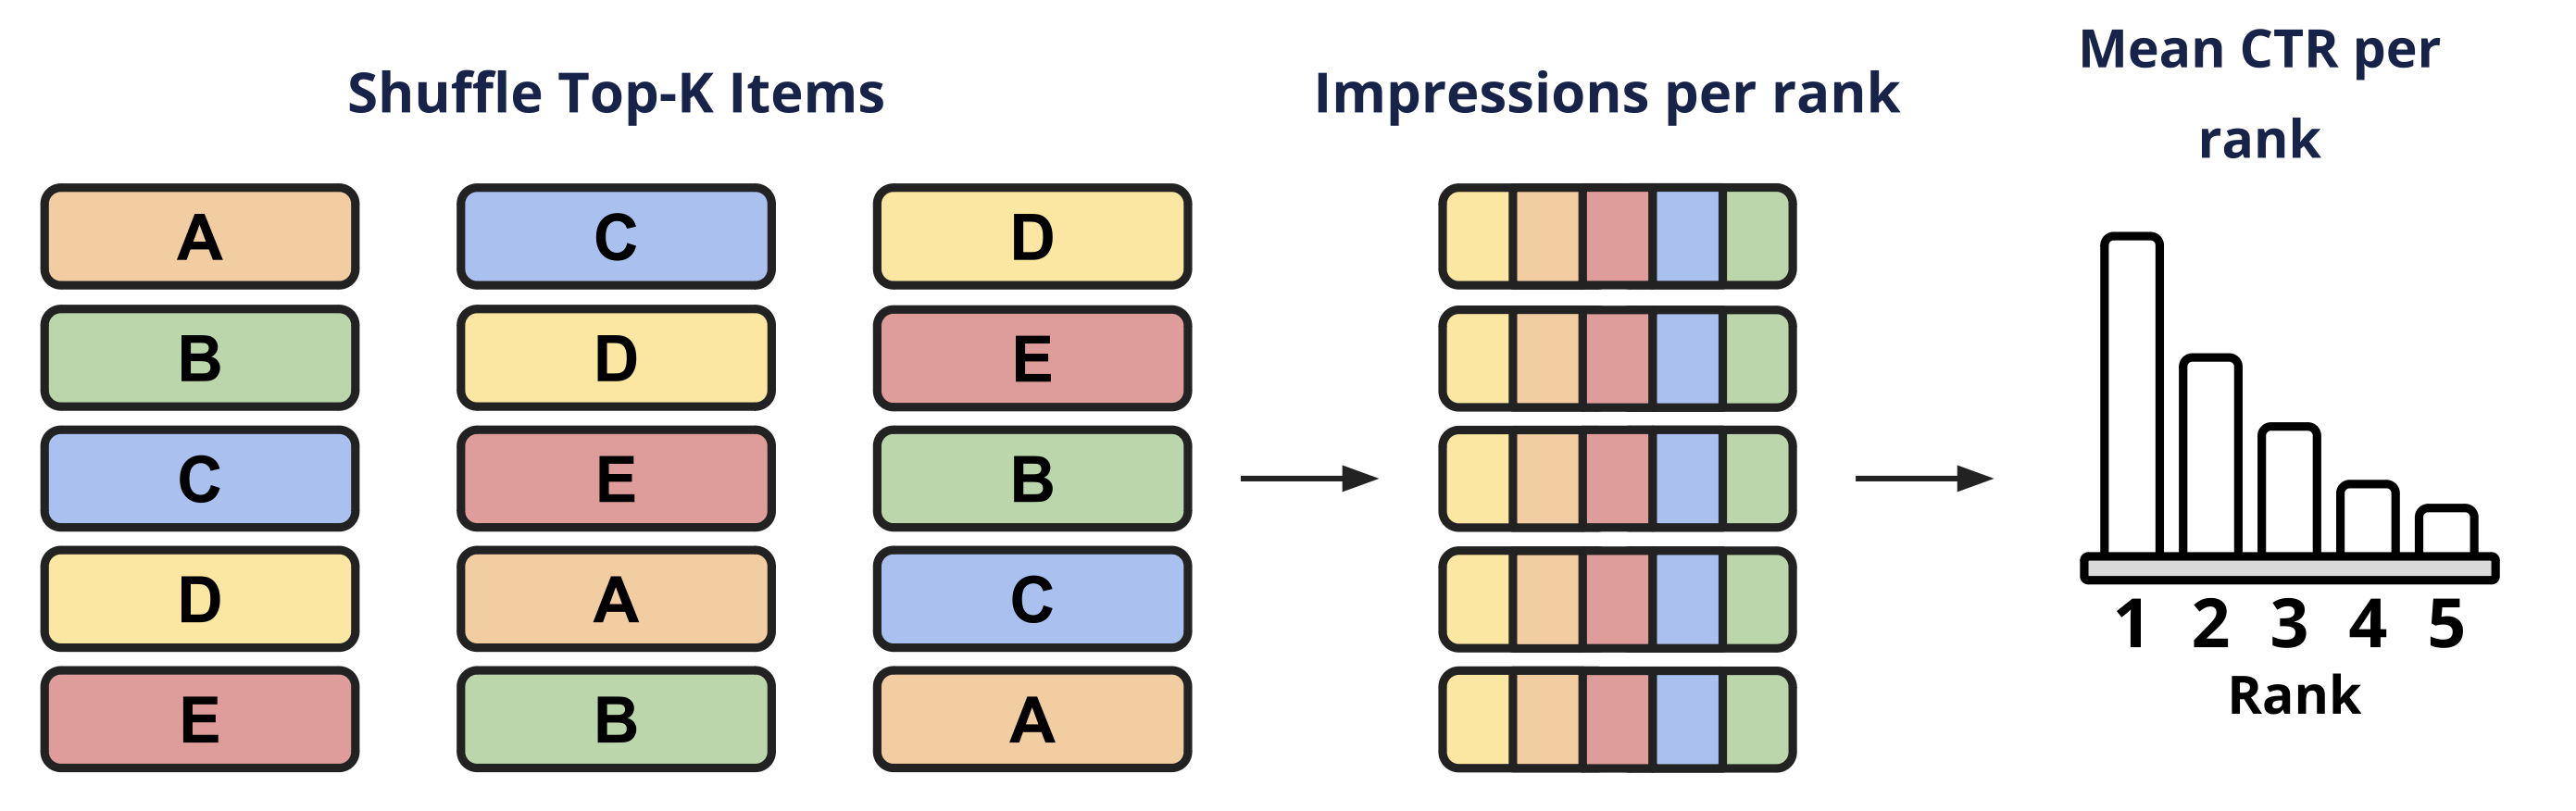 Shuffle Top-K Items
A
B
C
D
E
C
D
E
A
B
D
E
B
C
A
Impressions per rank
Mean CTR per
rank
1 2 3 4 5
Rank